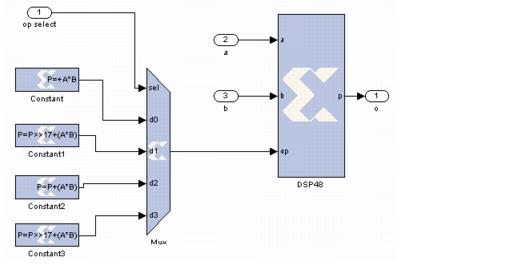 1
op select
P=+A*B
Constant
P=P>>17+(A*B)
Constant1
P=P+(A*B)
Constant2
P=P>>17+(A*B)
Constant3
sel
d0
d1
d2
d3
Mux
2
a
3
b
a
b
op
p
DSP48
1
o